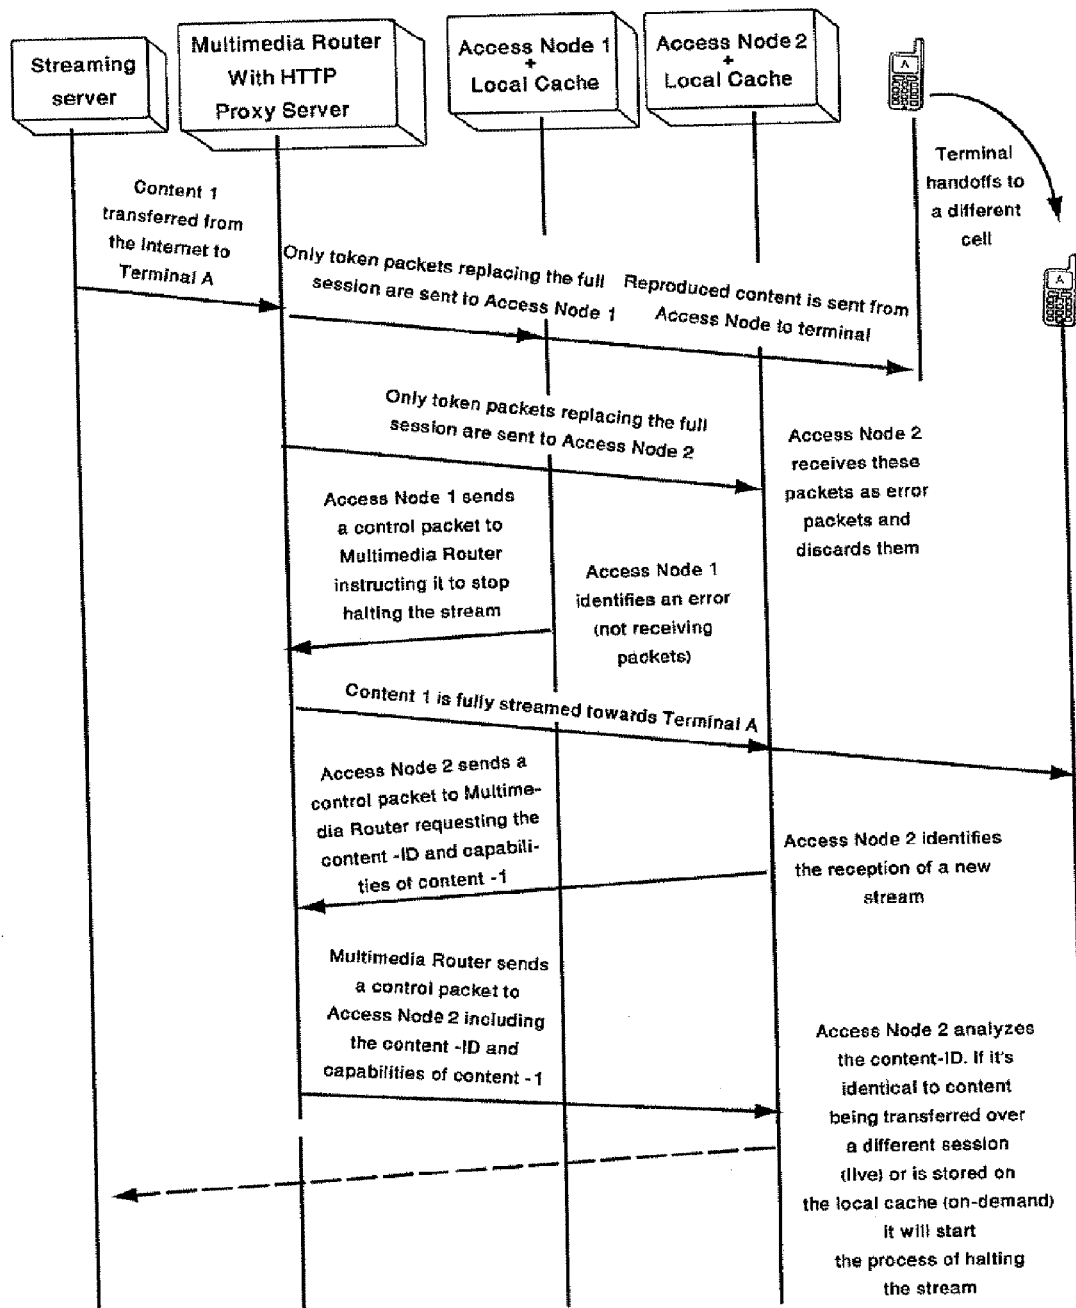 Streaming
server
Multimedia Router
With HTTP
Proxy Server
Access Node 1
+
Local Cache
Access Node 2
+
Local Cache
A
Terminal
handoffs to
a different
cell
A
Content 1
transferred from
the Internet to
Terminal A
Only token packets replacing the full
session are sent to Access Node 1
Reproduced content is sent from
Access Node to terminal
Only token packets replacing the full
session are sent to Access Node 2
Access Node 2
receives these
packets as error
packets and
discards them
Access Node 1 sends
a control packet to
Multimedia Router
instructing it to stop
halting the stream
Access Node 1
identifies an error
(not receiving
packets)
Content 1 is fully streamed towards Terminal A
Access Node 2 sends a
control packet to Multime-
dia Router requesting the
content -ID and capabili-
ties of content -1
Access Node 2 identifies
the reception of a new
stream
Multimedia Router sends
a control packet to
Access Node 2 including
the content -ID and
capabilities of content -1
Access Node 2 analyzes
the content-ID. If it's
identical to content
being transferred over
a different session
(live) or is stored on
the local cache (on-demand)
it will start
the process of halting
the stream